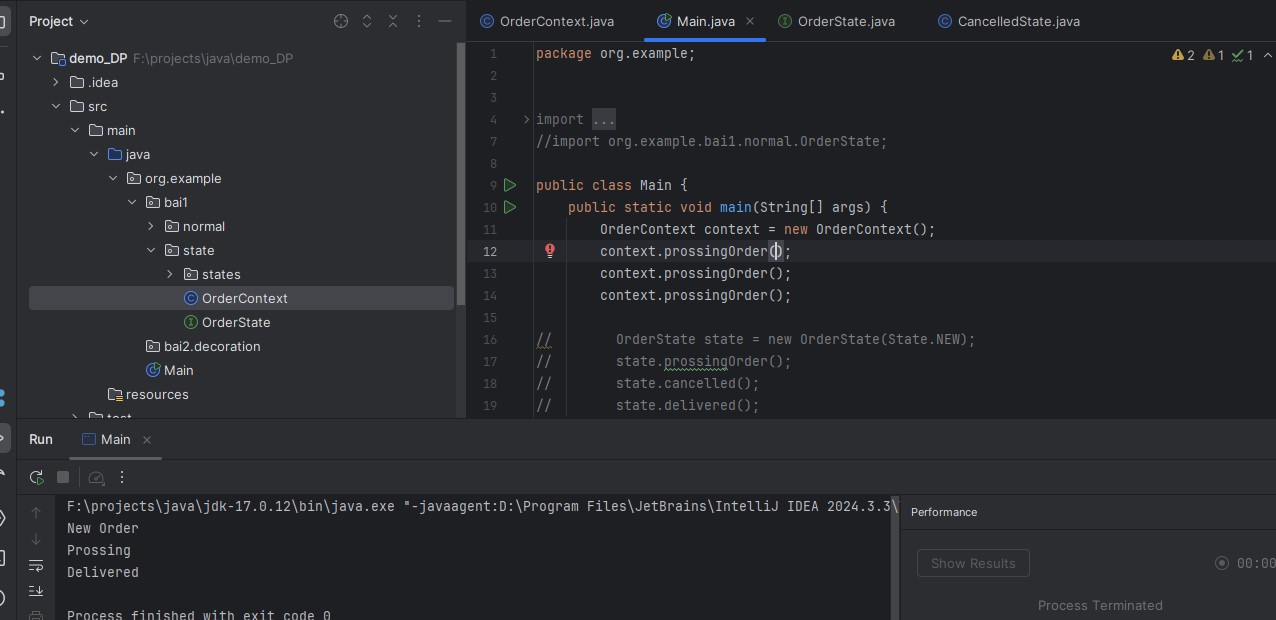 Project
demo_DP F:\projects\java\demo_DP
.idea
src
main
java
org.example
bai1
normal
state
states
OrderContext
OrderState
bai2.decoration
Main
resources
test
OrderContext.java Main.java OrderState.java CancelledState.java
2 1 1
1 package org.example;
2
3
4 import ...
7 //import org.example.bai1.normal.OrderState;
8
9 public class Main {
10 public static void main(String[] args) {
11 OrderContext context = new OrderContext();
12 context.prossingOrder();
13 context.prossingOrder();
14 context.prossingOrder();
15
16 // OrderState state = new OrderState(State.NEW);
17 // state.prossingOrder();
18 // state.cancelled();
19 // state.delivered();
Run Main
F:\projects\java\jdk-17.0.12\bin\java.exe "-javaagent:D:\Program Files\JetBrains\IntelliJ IDEA 2024.3.3\
New Order
Prossing
Delivered
Process finished with exit code 0
Performance
Show Results 00:00
Process Terminated